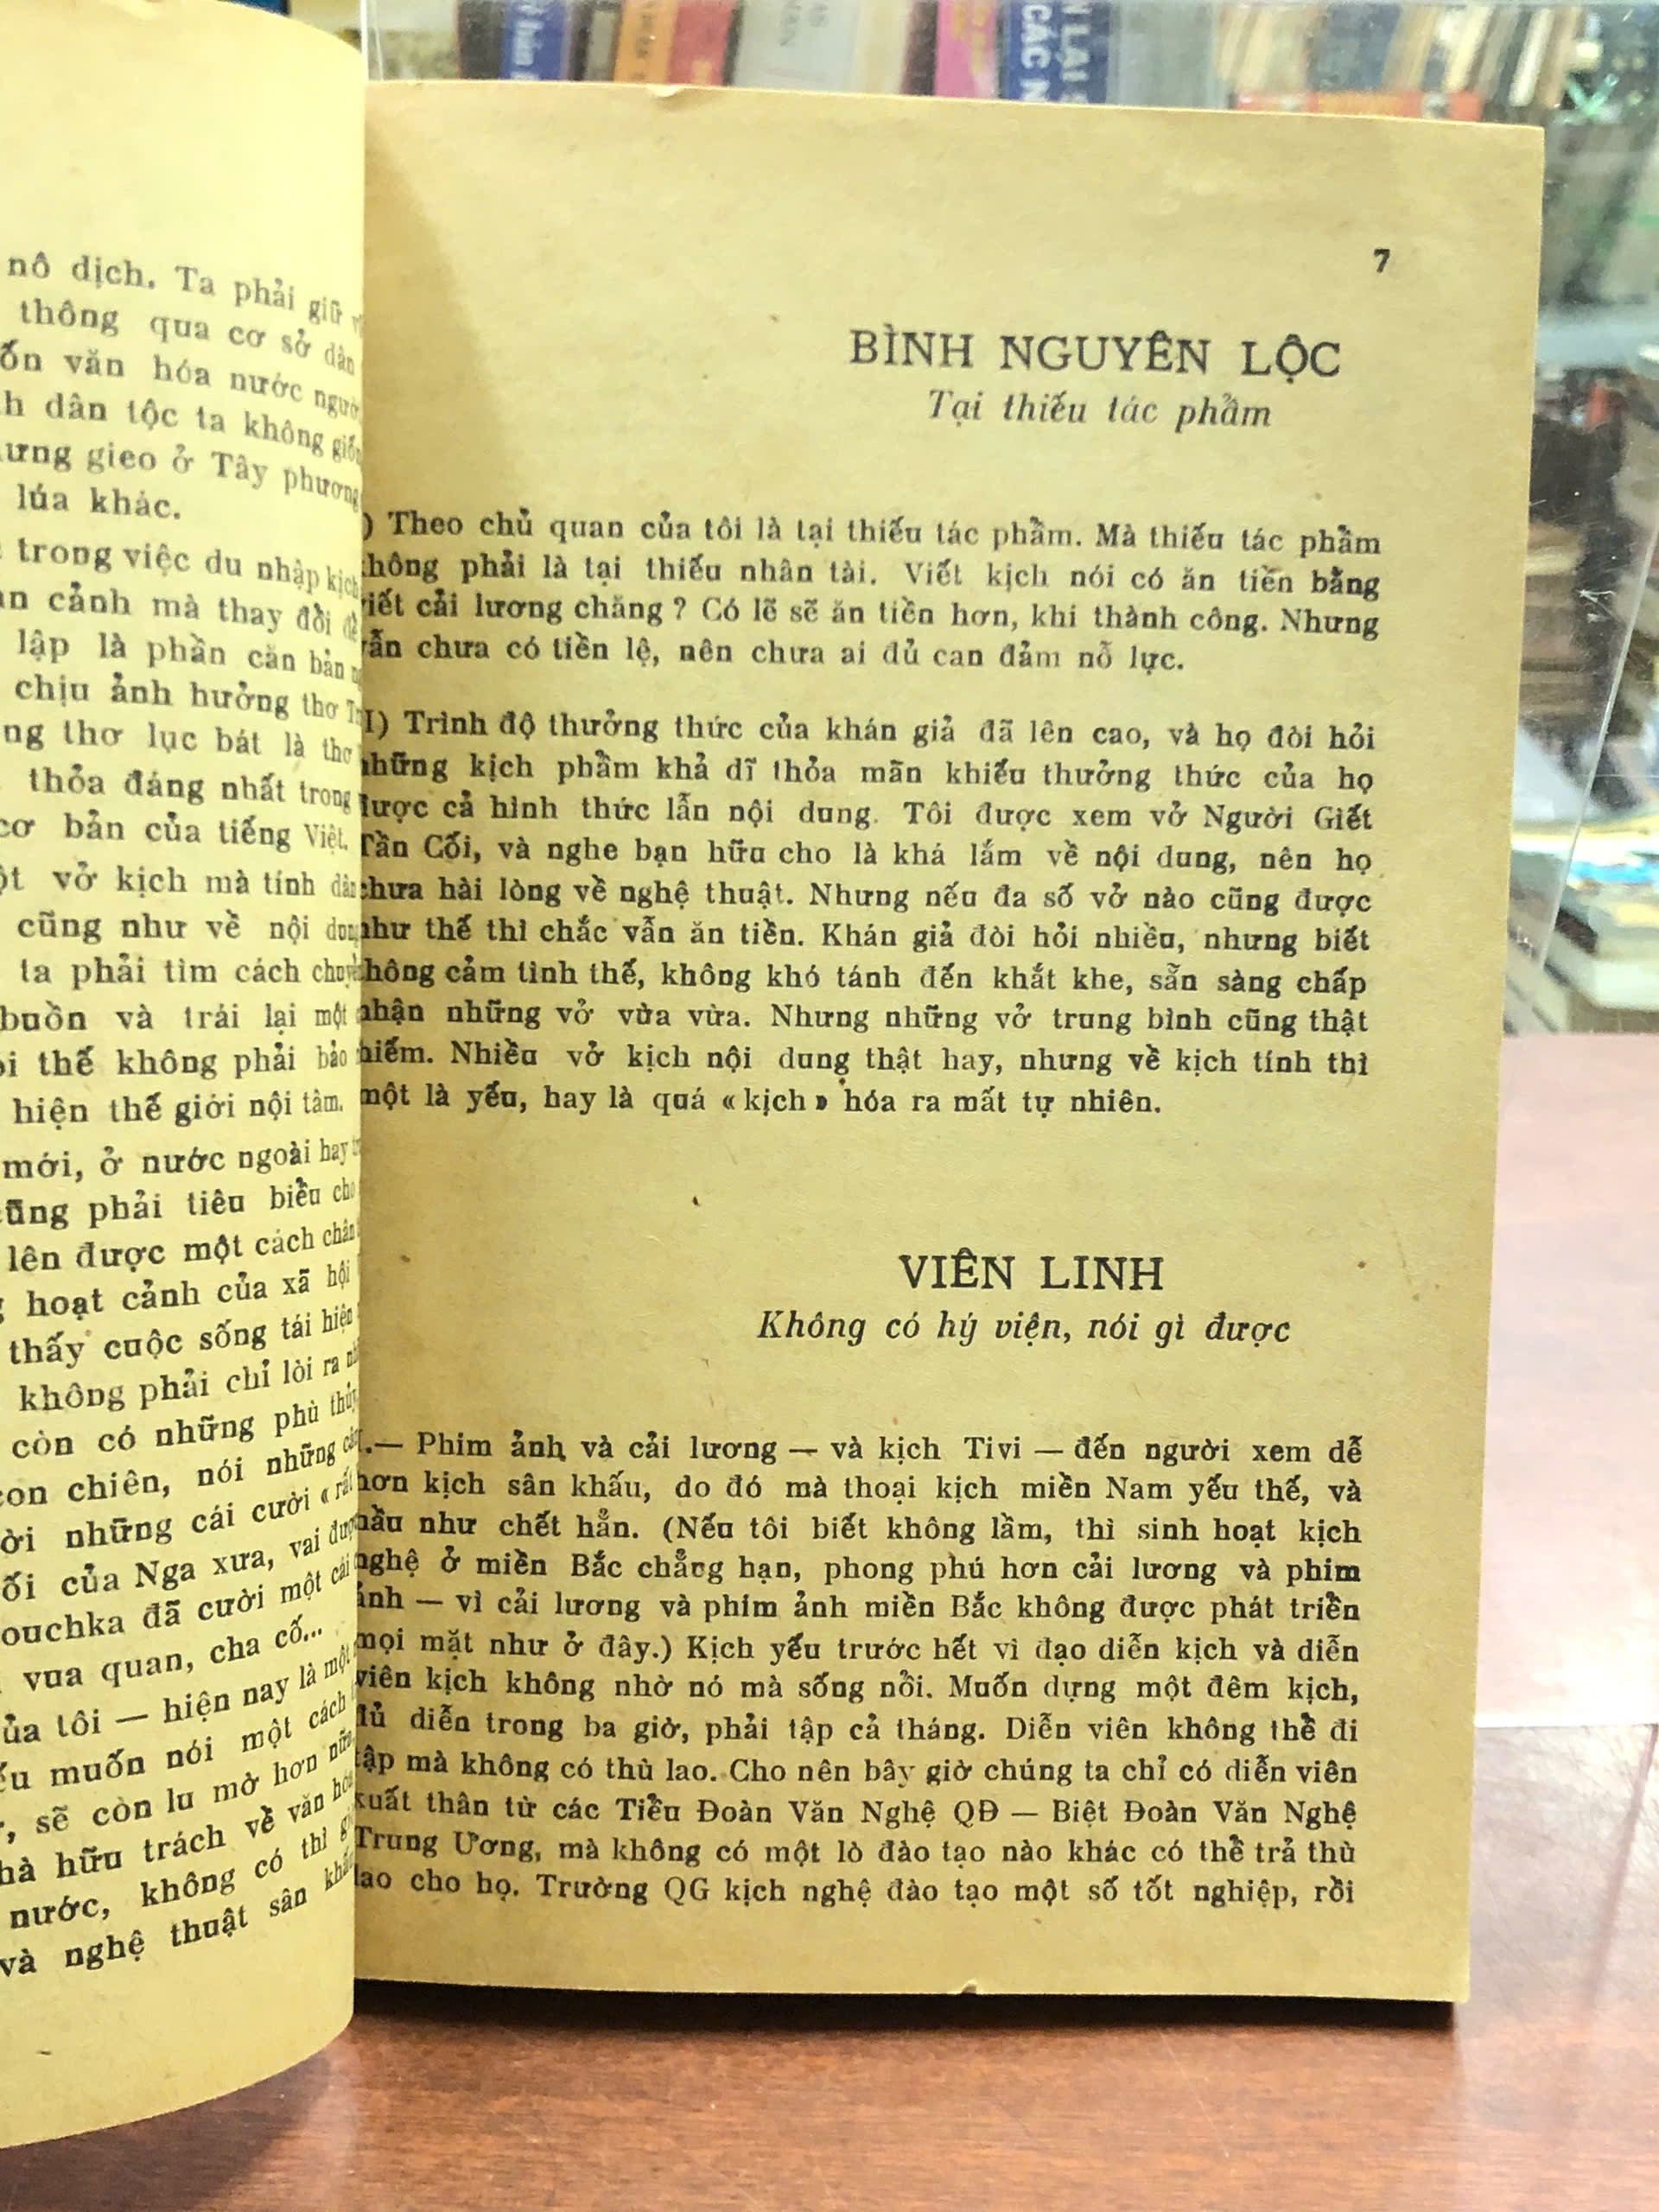 nô dịch. Ta phải giữ
thông qua cơ sở dân
văn hóa nước
dân tộc ta không
gieo ở Tây phương
lúa khác.
trong việc du nhập
cảnh mà thay đổi
lập là phần căn bản
chịu ảnh hưởng thơ
thơ lục bát là thơ
thỏa đáng nhất trong
cơ bản của tiếng Việt.
vở kịch mà tính
cũng như về nội
ta phải tìm cách
buồn và trái lại một
thế không phải bảo
hiện thế giới nội tâm.
mới, ở nước ngoài hay
phải tiêu biểu cho
lên được một cách chân
hoạt cảnh của xã hội
thấy cuộc sống tái hiện
không phải chỉ lòi ra
còn có những phù
con chiên, nói những
những cái cười « rất
của Nga xưa, vai được
đã cười một cái
vua quan, cha cố...
của tôi — hiện nay là một
muốn nói một cách
sẽ còn lu mờ hơn nữa
hữu trách về văn hóa
nước, không có thì
và nghệ thuật sân
7
BÌNH NGUYÊN LỘC
Tại thiếu tác phẩm
) Theo chủ quan của tôi là tại thiếu tác phẩm. Mà thiếu tác phẩm
không phải là tại thiếu nhân tài. Viết kịch nói có ăn tiền bằng
viết cải lương chăng ? Có lẽ sẽ ăn tiền hơn, khi thành công. Nhưng
vẫn chưa có tiền lệ, nên chưa ai đủ can đảm nỗ lực.
I) Trình độ thưởng thức của khán giả đã lên cao, và họ đòi hỏi
những kịch phẩm khả dĩ thỏa mãn khiếu thưởng thức của họ
được cả hình thức lẫn nội dung. Tôi được xem vở Người Giết
Tần Cối, và nghe bạn hữu cho là khá lắm về nội dung, nên họ
chưa hài lòng về nghệ thuật. Nhưng nếu đa số vở nào cũng được
như thế thì chắc vẫn ăn tiền. Khán giả đòi hỏi nhiều, nhưng biết
thông cảm tình thế, không khó tánh đến khắt khe, sẵn sàng chấp
nhận những vở vừa vừa. Nhưng những vở trung bình cũng thật
hiếm. Nhiều vở kịch nội dung thật hay, nhưng về kịch tính thì
một là yếu, hay là quá « kịch » hóa ra mất tự nhiên.
VIÊN LINH
Không có hý viện, nói gì được
I.— Phim ảnh và cải lương — và kịch Tivi — đến người xem dễ
hơn kịch sân khấu, do đó mà thoại kịch miền Nam yếu thế, và
hầu như chết hẳn. (Nếu tôi biết không lầm, thì sinh hoạt kịch
nghệ ở miền Bắc chẳng hạn, phong phú hơn cải lương và phim
ảnh — vì cải lương và phim ảnh miền Bắc không được phát triển
mọi mặt như ở đây.) Kịch yếu trước hết vì đạo diễn kịch và diễn
viên kịch không nhờ nó mà sống nổi. Muốn dựng một đêm kịch,
đủ diễn trong ba giờ, phải tập cả tháng. Diễn viên không thể đi
tập mà không có thù lao. Cho nên bây giờ chúng ta chỉ có diễn viên
xuất thân từ các Tiểu Đoàn Văn Nghệ QĐ — Biệt Đoàn Văn Nghệ
Trung Ương, mà không có một lò đào tạo nào khác có thể trả thù
lao cho họ. Trường QG kịch nghệ đào tạo một số tốt nghiệp, rồi